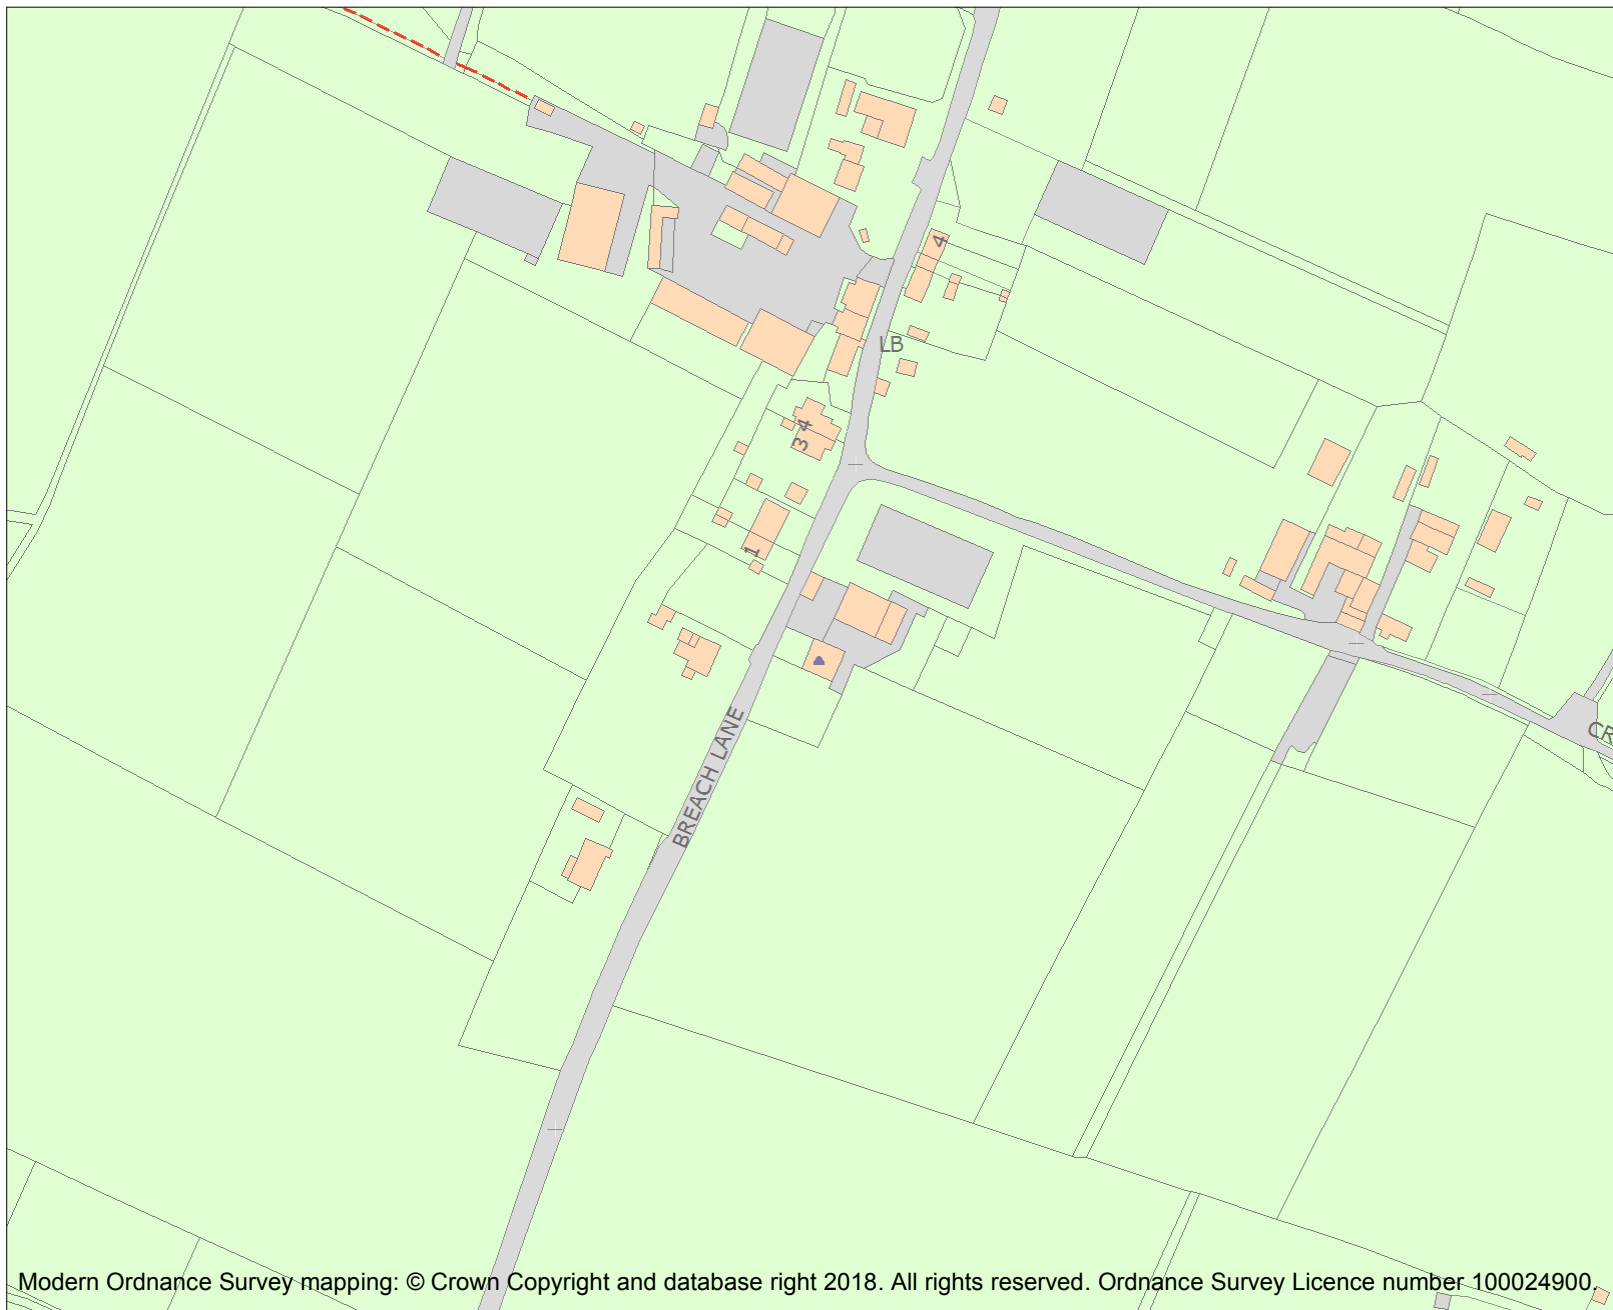 4
LB
4
3
1
BREACH LANE
CR
Modern Ordnance Survey mapping: © Crown Copyright and database right 2018. All rights reserved. Ordnance Survey Licence number 100024900.